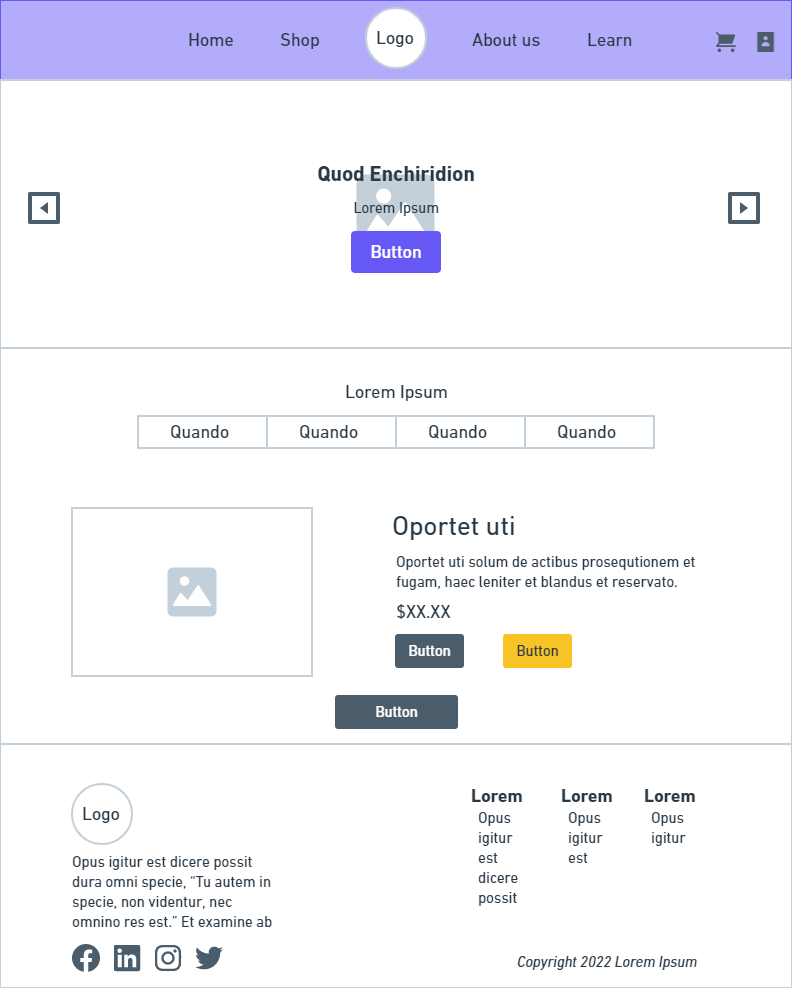 Home
Shop
Logo
About us
Learn
Quod Enchiridion
Lorem Ipsum
Button
Lorem Ipsum
Quando
Quando
Quando
Quando
Oportet uti
Oportet uti solum de actibus prosequtionem et
fugam, haec leniter et blandus et reservato.
$XX.XX
Button
Button
Button
Logo
Opus igitur est dicere possit
dura omni specie, “Tu autem in
specie, non videntur, nec
omnino res est.” Et examine ab
Lorem
Opus
igitur
est
dicere
possit
Lorem
Opus
igitur
est
Lorem
Opus
igitur
Copyright 2022 Lorem Ipsum